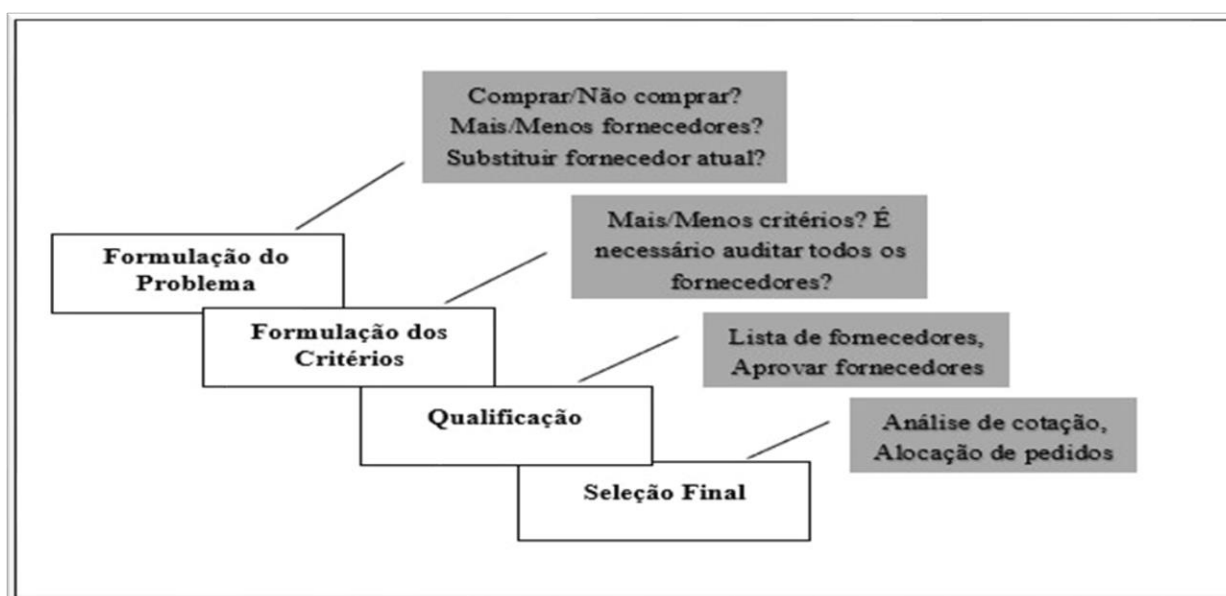 Comprar/Não comprar?
Mais/Menos fornecedores?
Substituir fornecedor atual?
Formulação do
Problema
Mais/Menos critérios? É
necessário auditar todos os
fornecedores?
Formulação dos
Critérios
Lista de fornecedores,
Aprovar fornecedores
Qualificação
Análise de cotação,
Alocação de pedidos
Seleção Final